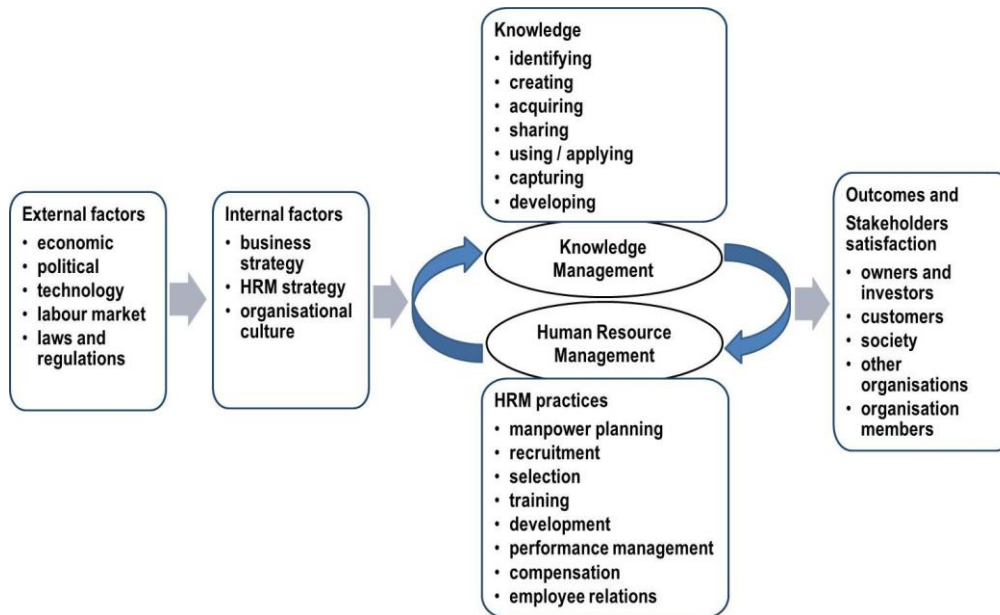 External factors
• economic
• political
• technology
• labour market
• laws and
regulations
Internal factors
• business
strategy
• HRM strategy
• organisational
culture
Knowledge
• identifying
• creating
• acquiring
• sharing
• using / applying
• capturing
• developing
Knowledge
Management
Human Resource
Management
HRM practices
• manpower planning
• recruitment
• selection
• training
• development
• performance management
• compensation
• employee relations
Outcomes and
Stakeholders
satisfaction
• owners and
investors
• customers
• society
• other
organisations
• organisation
members